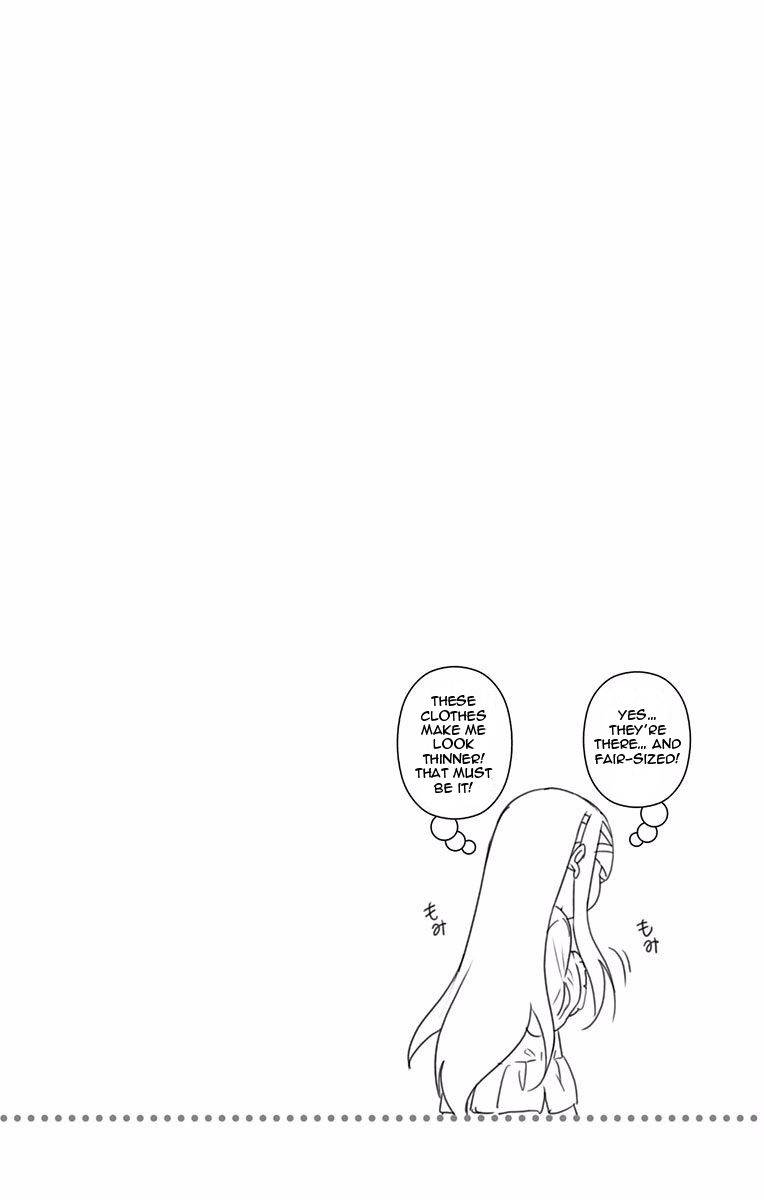 YES...
THEY'RE
THERE... AND
FAIR-SIZED!
THESE
CLOTHES
MAKE ME
LOOK
THINNER!
THAT MUST
BE IT!
もみ
もみ